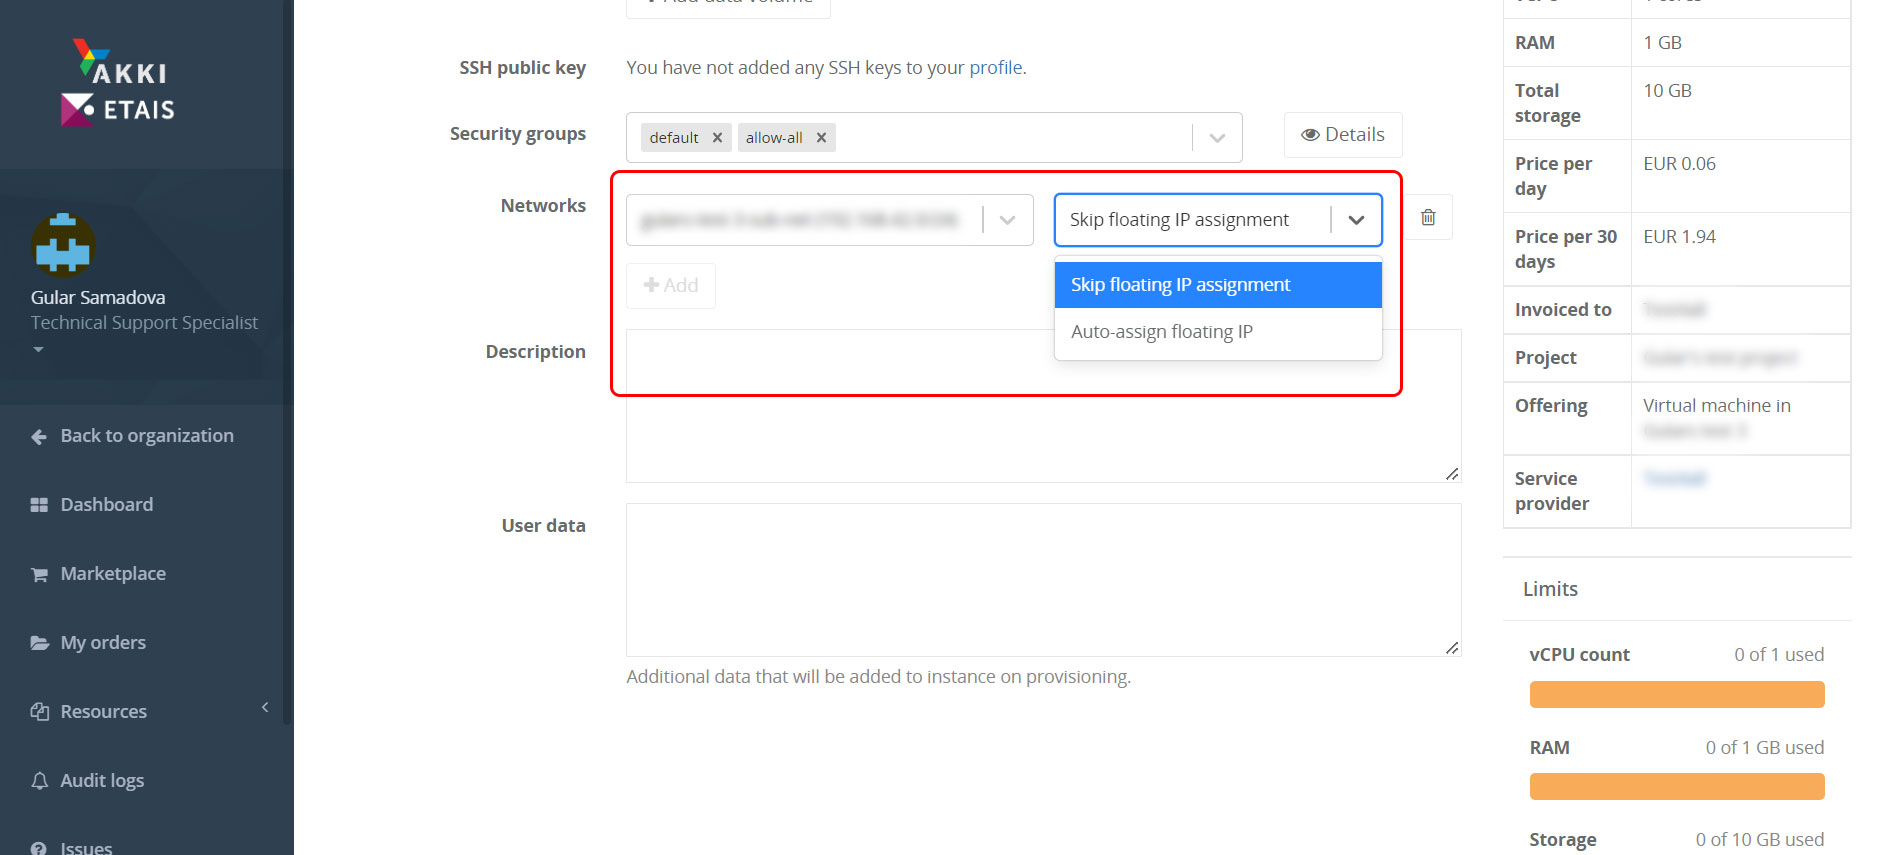 AKKI
ETAIS
Gular Samadova
Technical Support Specialist
Back to organization
Dashboard
Marketplace
My orders
Resources
Audit logs
Issues
Add data volume
SSH public key
You have not added any SSH keys to your profile.
Security groups
default
allow-all
Details
Networks
Skip floating IP assignment
Skip floating IP assignment
Auto-assign floating IP
Add
Description
User data
Additional data that will be added to instance on provisioning.
RAM
1 GB
Total
storage
10 GB
Price per
day
EUR 0.06
Price per 30
days
EUR 1.94
Invoiced to
Project
Offering
Virtual machine in
Service
provider
Limits
vCPU count
0 of 1 used
RAM
0 of 1 GB used
Storage
0 of 10 GB used